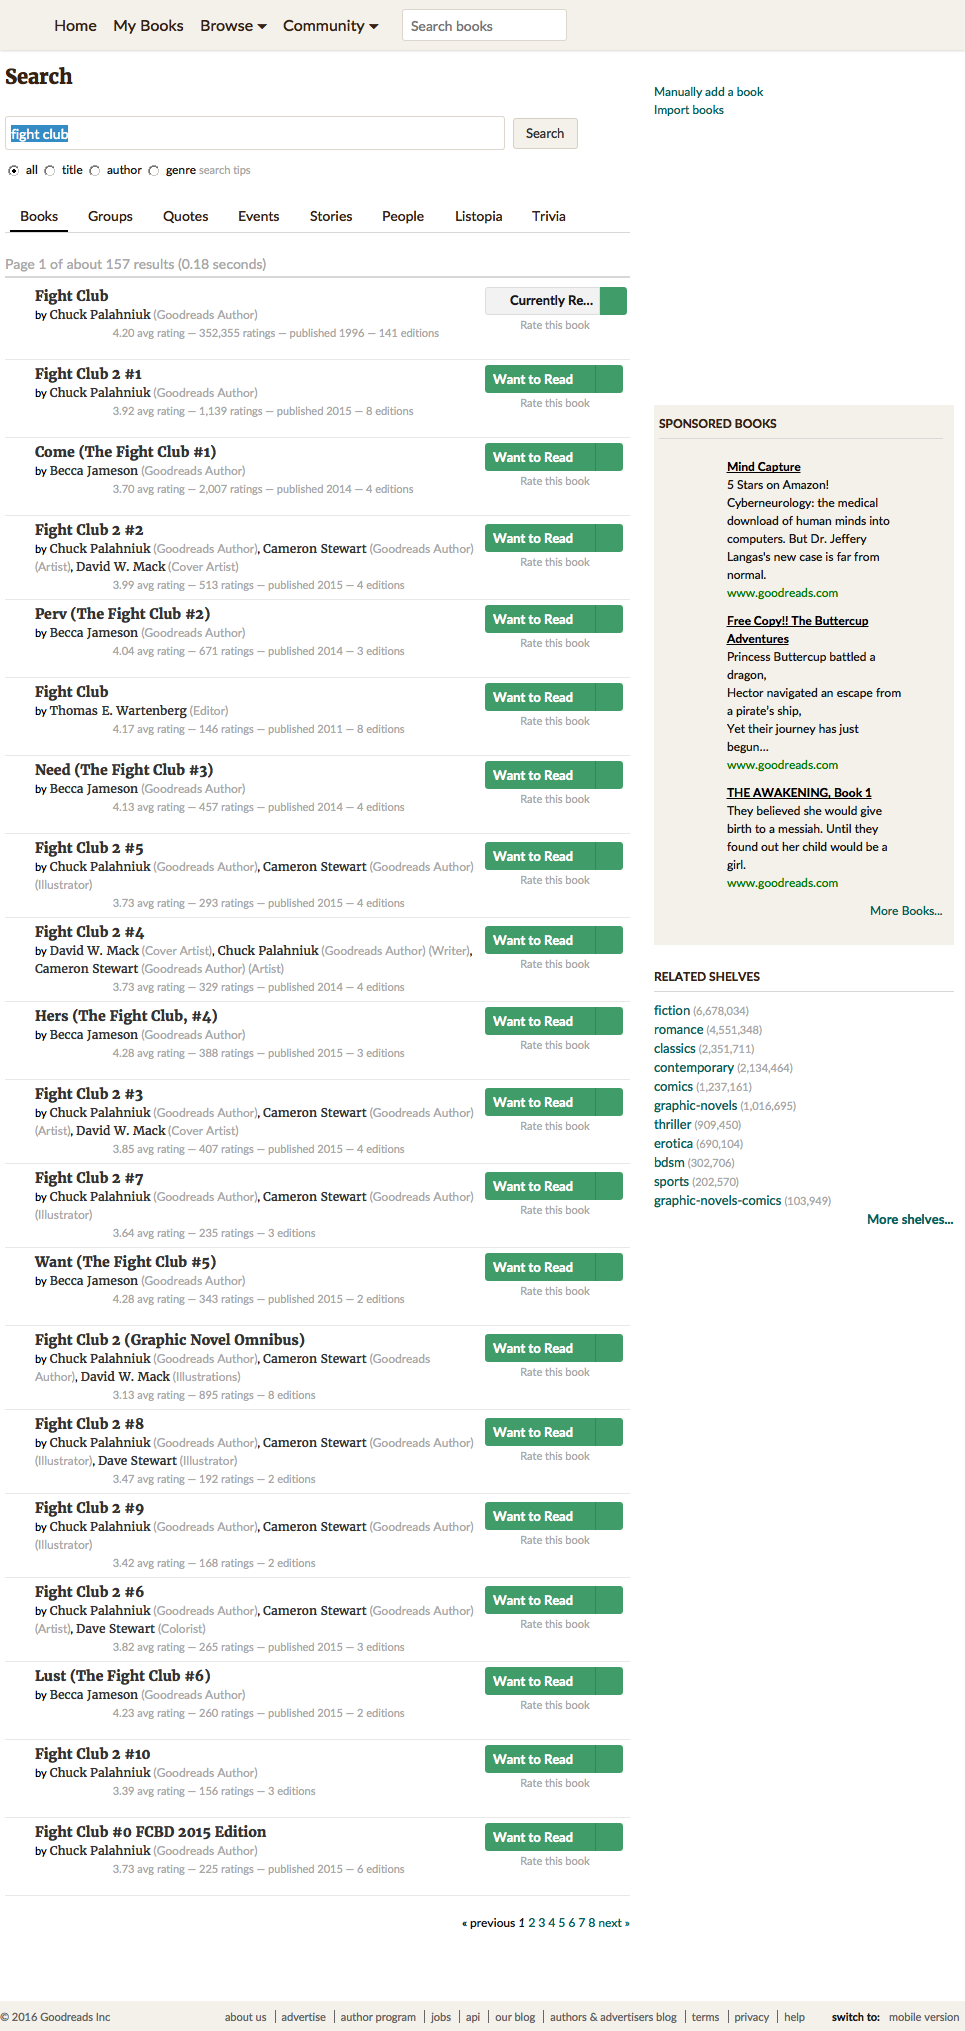 Home My Books Browse Community
Search books
Search
Manually add a book
Import books
fight club
Search
all title author genre search tips
Books Groups Quotes Events Stories People Listopia Trivia
Page 1 of about 157 results (0.18 seconds)
Fight Club
by Chuck Palahniuk (Goodreads Author)
4.20 avg rating — 352,355 ratings — published 1996 — 141 editions
Currently Re...
Rate this book
Fight Club 2 #1
by Chuck Palahniuk (Goodreads Author)
3.92 avg rating — 1,139 ratings — published 2015 — 8 editions
Want to Read
Rate this book
Come (The Fight Club #1)
by Becca Jameson (Goodreads Author)
3.70 avg rating — 2,007 ratings — published 2014 — 4 editions
Want to Read
Rate this book
Fight Club 2 #2
by Chuck Palahniuk (Goodreads Author), Cameron Stewart (Goodreads Author)
(Artist), David W. Mack (Cover Artist)
3.99 avg rating — 513 ratings — published 2015 — 4 editions
Want to Read
Rate this book
Perv (The Fight Club #2)
by Becca Jameson (Goodreads Author)
4.04 avg rating — 671 ratings — published 2014 — 3 editions
Want to Read
Rate this book
Fight Club
by Thomas E. Wartenberg (Editor)
4.17 avg rating — 146 ratings — published 2011 — 8 editions
Want to Read
Rate this book
Need (The Fight Club #3)
by Becca Jameson (Goodreads Author)
4.13 avg rating — 457 ratings — published 2014 — 4 editions
Want to Read
Rate this book
Fight Club 2 #5
by Chuck Palahniuk (Goodreads Author), Cameron Stewart (Goodreads Author)
(Illustrator)
3.73 avg rating — 293 ratings — published 2015 — 4 editions
Want to Read
Rate this book
Fight Club 2 #4
by David W. Mack (Cover Artist), Chuck Palahniuk (Goodreads Author) (Writer),
Cameron Stewart (Goodreads Author) (Artist)
3.73 avg rating — 329 ratings — published 2014 — 4 editions
Want to Read
Rate this book
Hers (The Fight Club, #4)
by Becca Jameson (Goodreads Author)
4.28 avg rating — 388 ratings — published 2015 — 3 editions
Want to Read
Rate this book
Fight Club 2 #3
by Chuck Palahniuk (Goodreads Author), Cameron Stewart (Goodreads Author)
(Artist), David W. Mack (Cover Artist)
3.85 avg rating — 407 ratings — published 2015 — 4 editions
Want to Read
Rate this book
Fight Club 2 #7
by Chuck Palahniuk (Goodreads Author), Cameron Stewart (Goodreads Author)
(Illustrator)
3.64 avg rating — 235 ratings — 3 editions
Want to Read
Rate this book
Want (The Fight Club #5)
by Becca Jameson (Goodreads Author)
4.28 avg rating — 343 ratings — published 2015 — 2 editions
Want to Read
Rate this book
Fight Club 2 (Graphic Novel Omnibus)
by Chuck Palahniuk (Goodreads Author), Cameron Stewart (Goodreads
Author), David W. Mack (Illustrations)
3.13 avg rating — 895 ratings — 8 editions
Want to Read
Rate this book
Fight Club 2 #8
by Chuck Palahniuk (Goodreads Author), Cameron Stewart (Goodreads Author)
(Illustrator), Dave Stewart (Illustrator)
3.47 avg rating — 192 ratings — 2 editions
Want to Read
Rate this book
Fight Club 2 #9
by Chuck Palahniuk (Goodreads Author), Cameron Stewart (Goodreads Author)
(Illustrator)
3.42 avg rating — 168 ratings — 2 editions
Want to Read
Rate this book
Fight Club 2 #6
by Chuck Palahniuk (Goodreads Author), Cameron Stewart (Goodreads Author)
(Artist), Dave Stewart (Colorist)
3.82 avg rating — 265 ratings — published 2015 — 3 editions
Want to Read
Rate this book
Lust (The Fight Club #6)
by Becca Jameson (Goodreads Author)
4.23 avg rating — 260 ratings — published 2015 — 2 editions
Want to Read
Rate this book
Fight Club 2 #10
by Chuck Palahniuk (Goodreads Author)
3.39 avg rating — 156 ratings — 3 editions
Want to Read
Rate this book
Fight Club #0 FCBD 2015 Edition
by Chuck Palahniuk (Goodreads Author)
3.73 avg rating — 225 ratings — published 2015 — 6 editions
Want to Read
Rate this book
« previous 1 2 3 4 5 6 7 8 next »
SPONSORED BOOKS
Mind Capture
5 Stars on Amazon!
Cyberneurology: the medical
download of human minds into
computers. But Dr. Jeffery
Langas's new case is far from
normal.
www.goodreads.com
Free Copy!! The Buttercup
Adventures
Princess Buttercup battled a
dragon,
Hector navigated an escape from
a pirate's ship,
Yet their journey has just
begun...
www.goodreads.com
THE AWAKENING, Book 1
They believed she would give
birth to a messiah. Until they
found out her child would be a
girl.
www.goodreads.com
More Books...
RELATED SHELVES
fiction (6,678,034)
romance (4,551,348)
classics (2,351,711)
contemporary (2,134,464)
comics (1,237,161)
graphic-novels (1,016,695)
thriller (909,450)
erotica (690,104)
bdsm (302,706)
sports (202,570)
graphic-novels-comics (103,949)
More shelves...
© 2016 Goodreads Inc about us | advertise | author program | jobs | api | our blog | authors & advertisers blog | terms | privacy | help switch to: mobile version